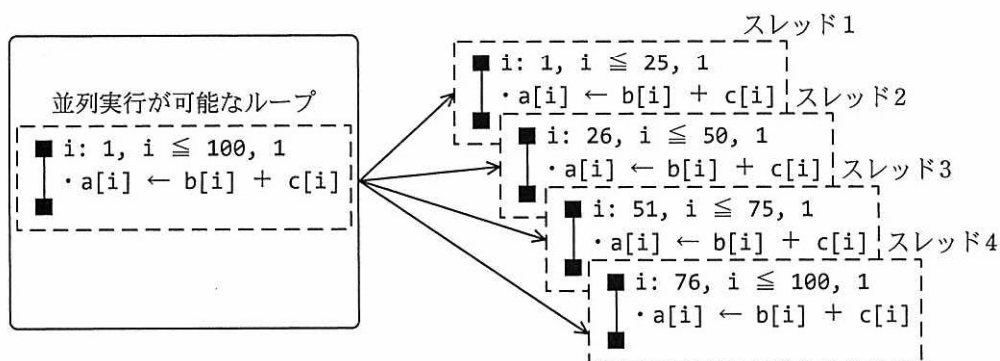 並列実行が可能なループ
i: 1, i ≦ 100, 1
・a[i] ← b[i] + c[i]
スレッド1
i: 1, i ≦ 25, 1
・a[i] ← b[i] + c[i]
スレッド2
i: 26, i ≦ 50, 1
・a[i] ← b[i] + c[i]
スレッド3
i: 51, i ≦ 75, 1
・a[i] ← b[i] + c[i]
スレッド4
i: 76, i ≦ 100, 1
・a[i] ← b[i] + c[i]